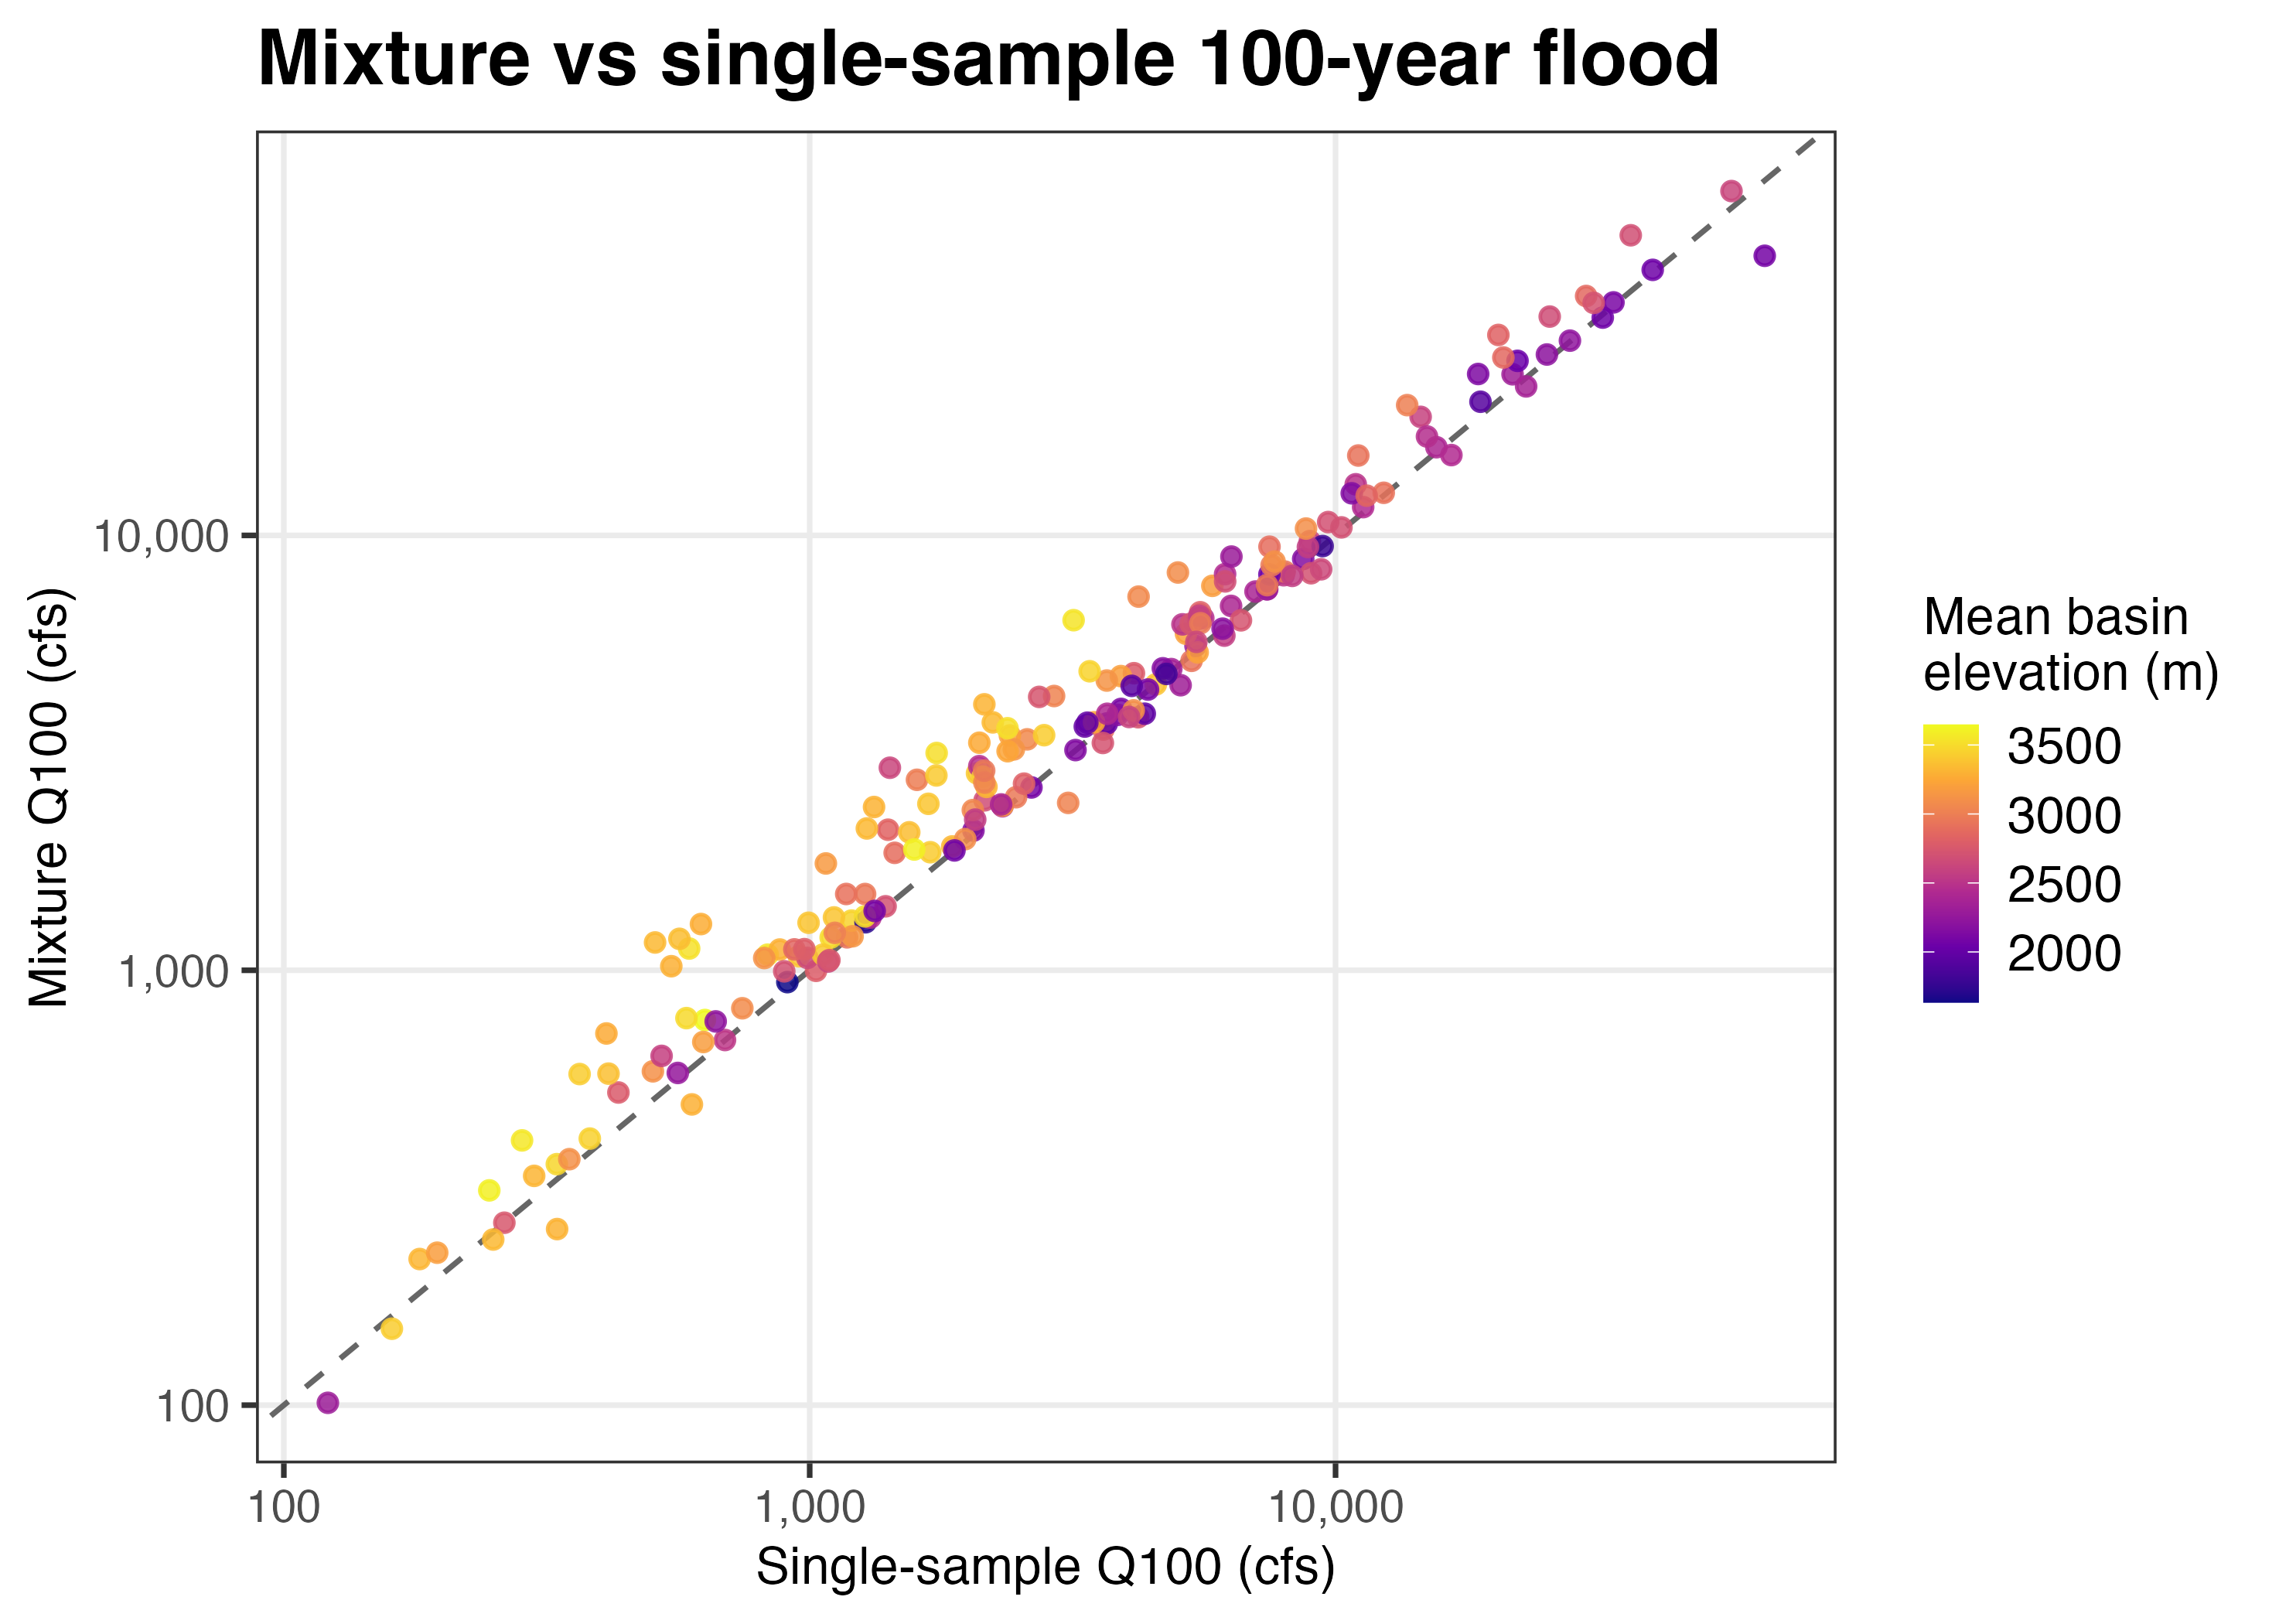 Mixture vs single-sample 100-year flood
Mixture Q100 (cfs)
10,000
1,000
100
100
1,000
10,000
Single-sample Q100 (cfs)
Mean basin
elevation (m)
3500
3000
2500
2000